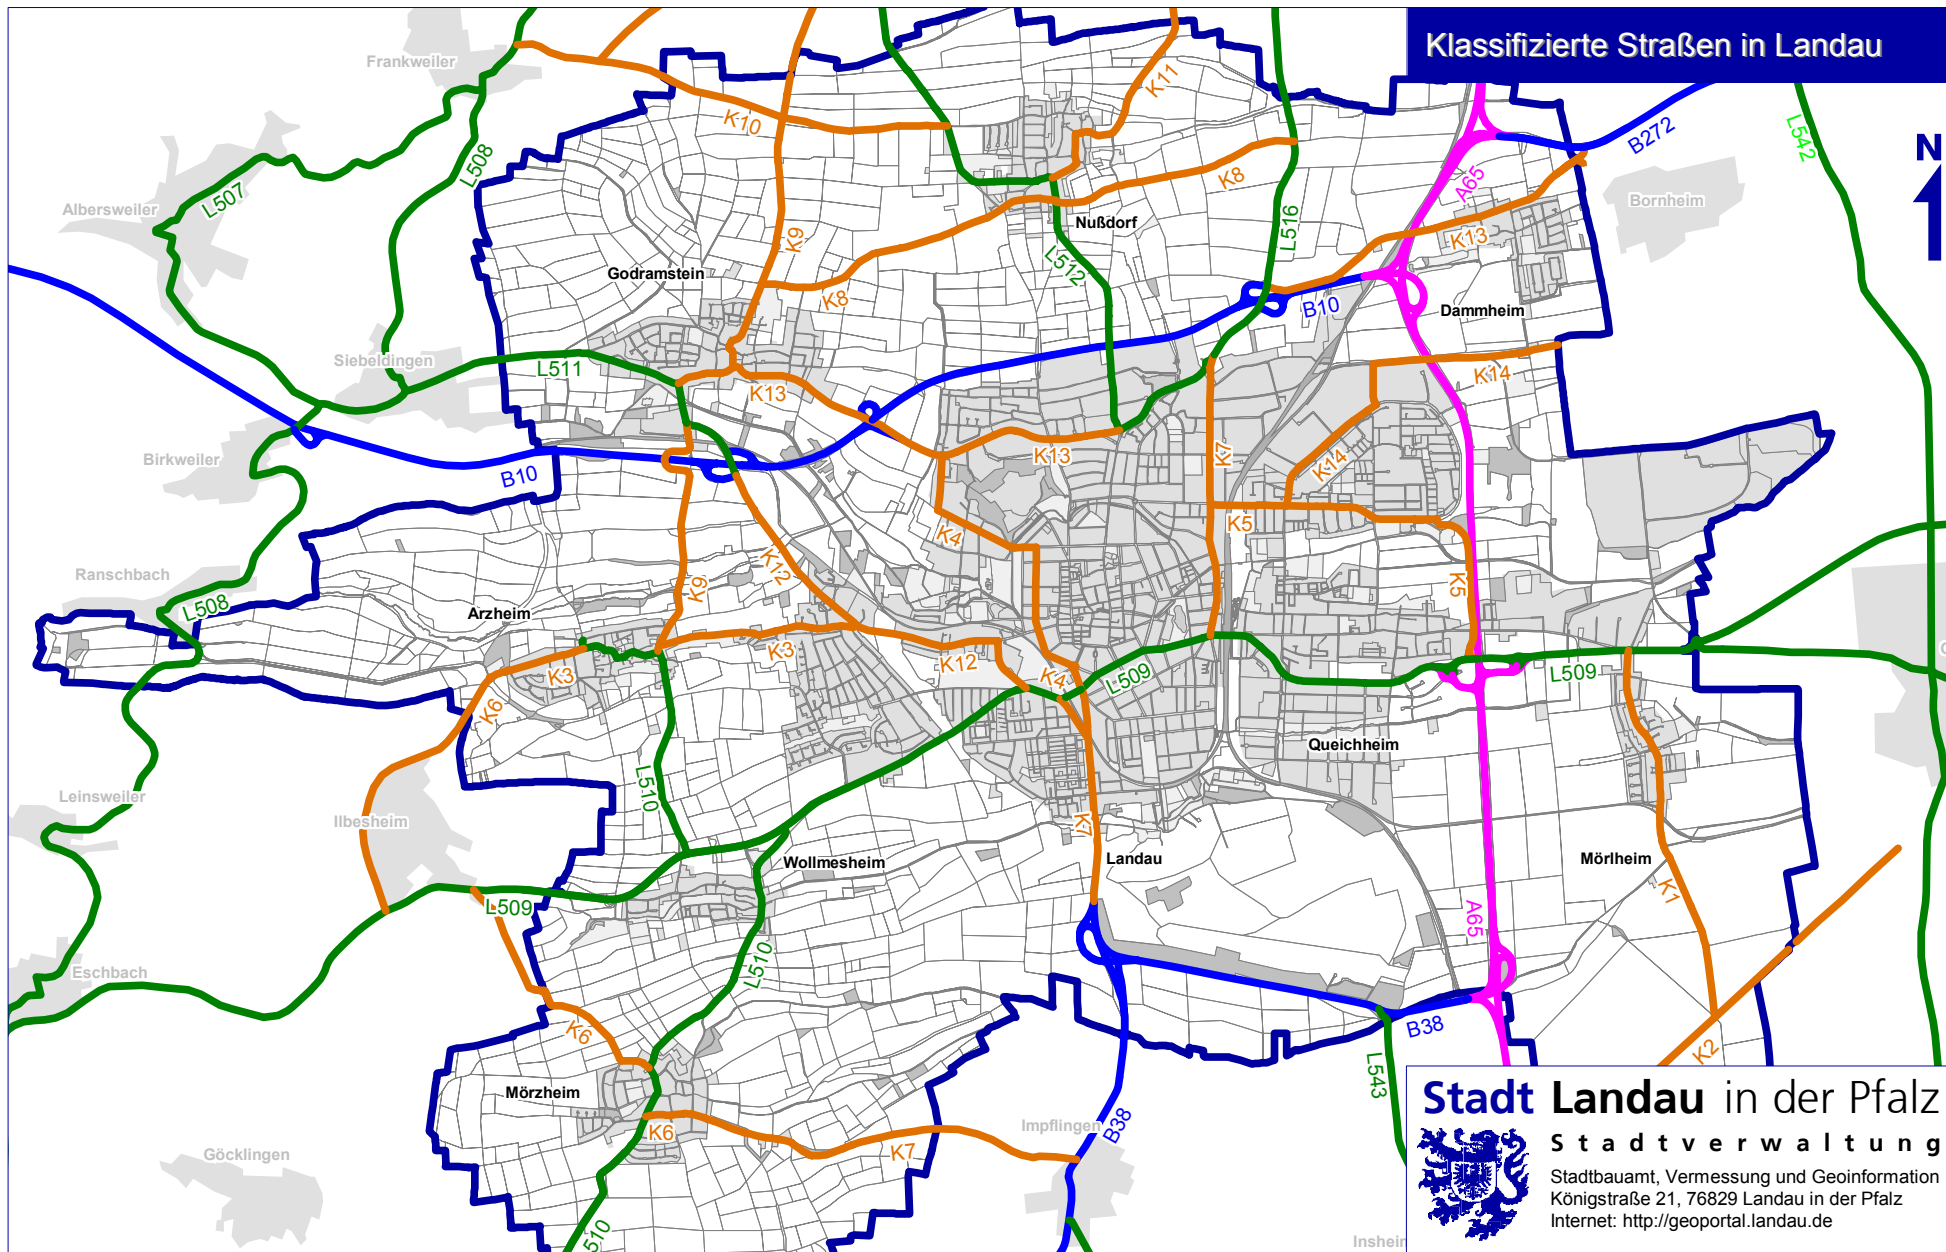 Klassifizierte Straßen in Landau
Frankweiler
K11
K10
L542
B272
N
L508
L507
K8
A65
Albersweiler
Bornheim
Nußdorf
L516
K9
K13
L512
Godramstein
K8
B10
Dammheim
Siebeldingen
L511
K14
K13
K7
K13
Birkweiler
K14
B10
K5
K4
K12
Ranschbach
K9
K5
L508
Arzheim
K3
K12
K3
K4
L509
L509
K6
Queichheim
L510
Leinsweiler
Ilbesheim
K7
Wollmesheim
Landau
Mörlheim
K1
L509
A65
L510
Eschbach
K6
B38
K2
L543
Mörzheim
K6
K7
Impflingen
B38
Göcklingen
510
Inshein
Stadt Landau in der Pfalz
Stadtverwaltung
Stadtbauamt, Vermessung und Geoinformation
Königstraße 21, 76829 Landau in der Pfalz
Internet: http://geoportal.landau.de